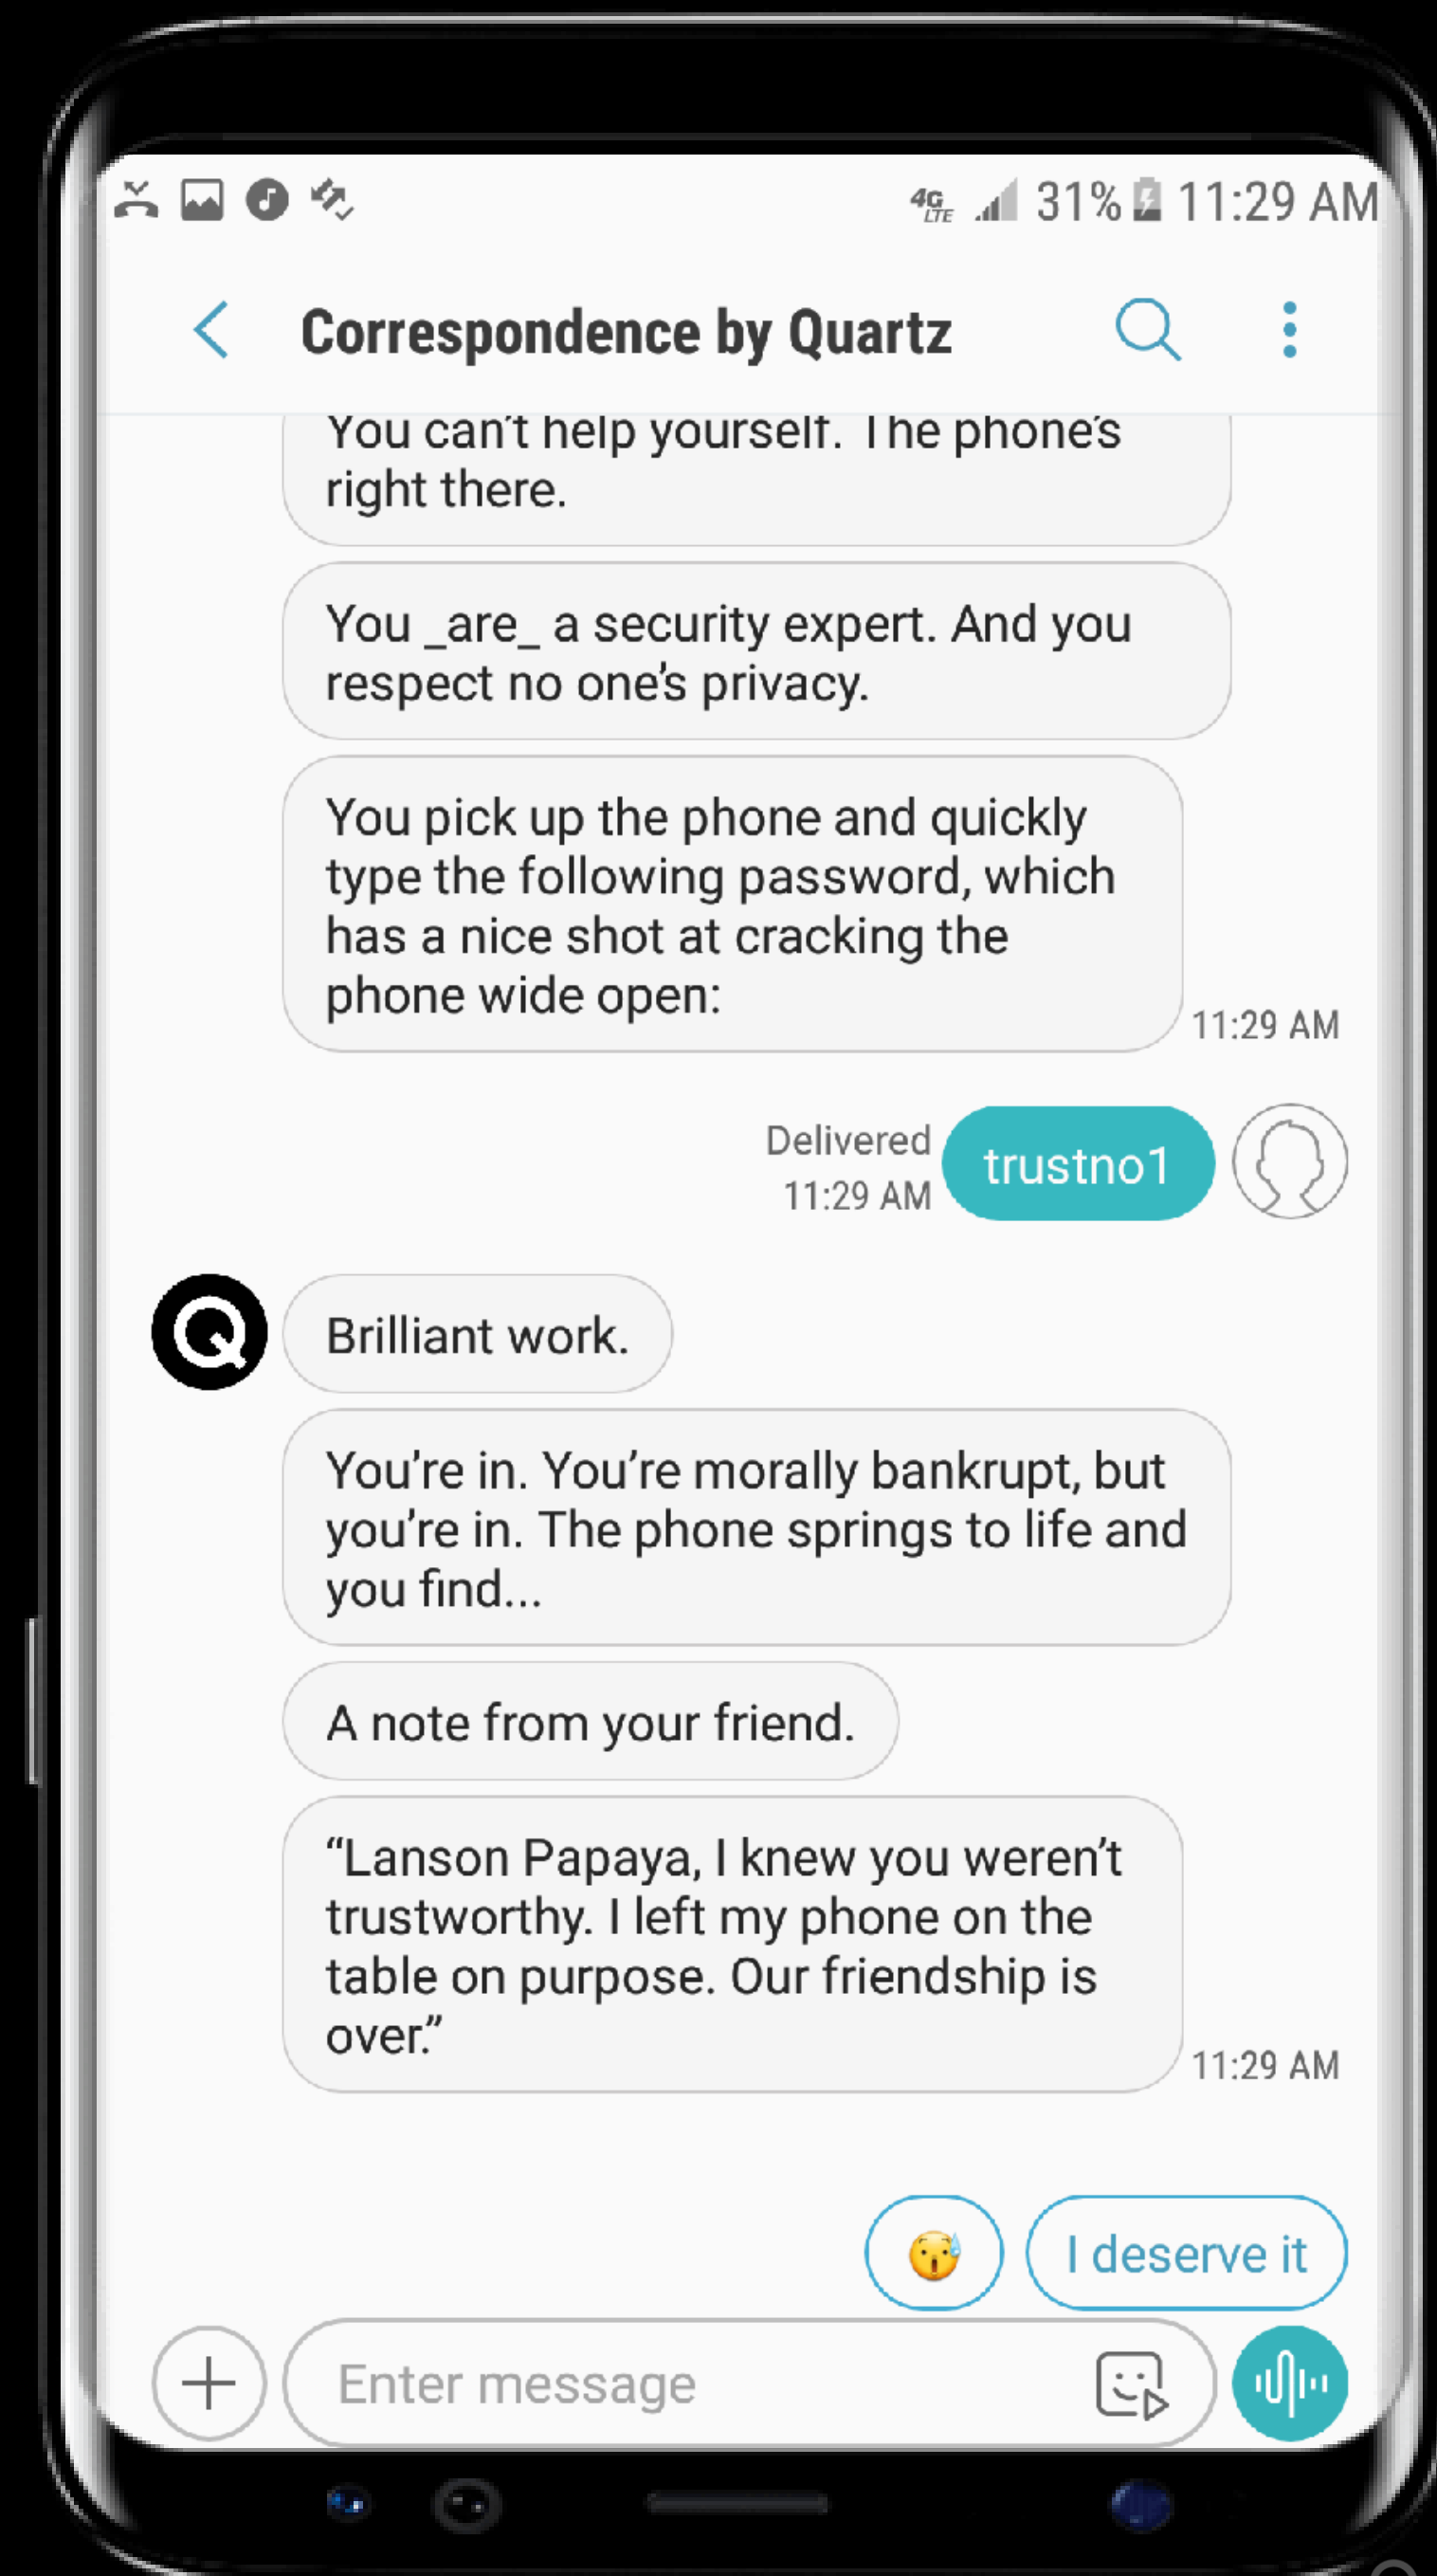 4G LTE 31% 11:29 AM
Correspondence by Quartz
You can't help yourself. The phone's
right there.
You _are_ a security expert. And you
respect no one's privacy.
You pick up the phone and quickly
type the following password, which
has a nice shot at cracking the
phone wide open:
11:29 AM
Delivered
11:29 AM
trustno1
Q
Brilliant work.
You’re in. You’re morally bankrupt, but
you’re in. The phone springs to life and
you find...
A note from your friend.
“Lanson Papaya, I knew you weren’t
trustworthy. I left my phone on the
table on purpose. Our friendship is
over.”
11:29 AM
I deserve it
Enter message